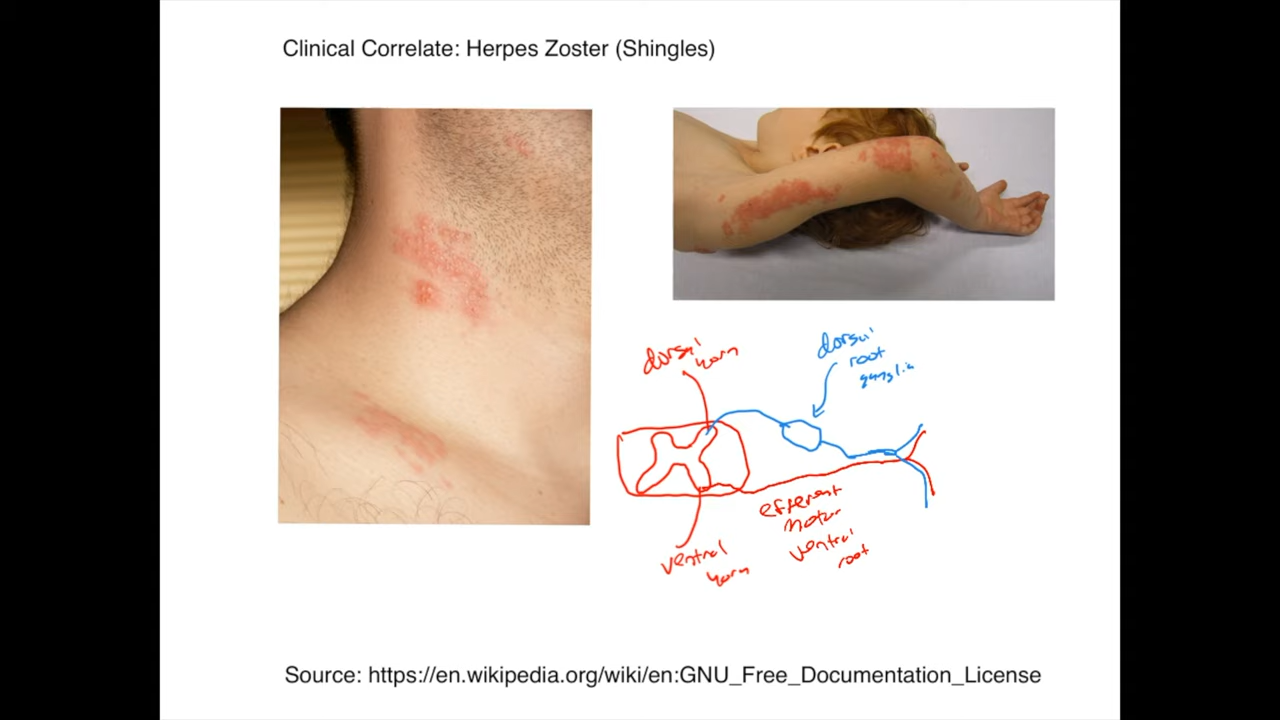 Clinical Correlate: Herpes Zoster (Shingles)
dorsal
horn
dorsal
root
ganglia
efferent
motor
ventral
root
ventral
horn
Source: https://en.wikipedia.org/wiki/en:GNU_Free_Documentation_License